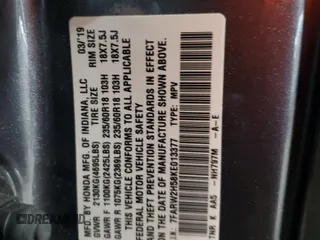 MFD. BY HONDA MFG. OF INDIANA, LLC 03/'19
TIRE SIZE RIM SIZE
GVWR 2130KG(4695LBS)
GAWR F 1100KG(2425LBS) 235/60R18 103H 18X7.5J
GAWR R 1075KG(2369LBS) 235/60R18 103H 18X7.5J
THIS VEHICLE CONFORMS TO ALL APPLICABLE
FEDERAL MOTOR VEHICLE SAFETY
AND THEFT PREVENTION STANDARDS IN EFFECT
ON THE DATE OF MANUFACTURE SHOWN ABOVE.
7FARW2H56KE013377 TYPE: MPV
TNR K AA5 - NH797M - A-E